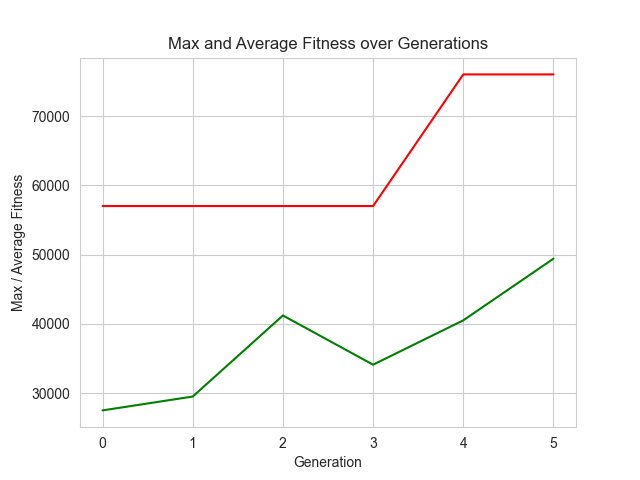 Max and Average Fitness over Generations
Max / Average Fitness
70000
60000
50000
40000
30000
0 1 2 3 4 5
Generation